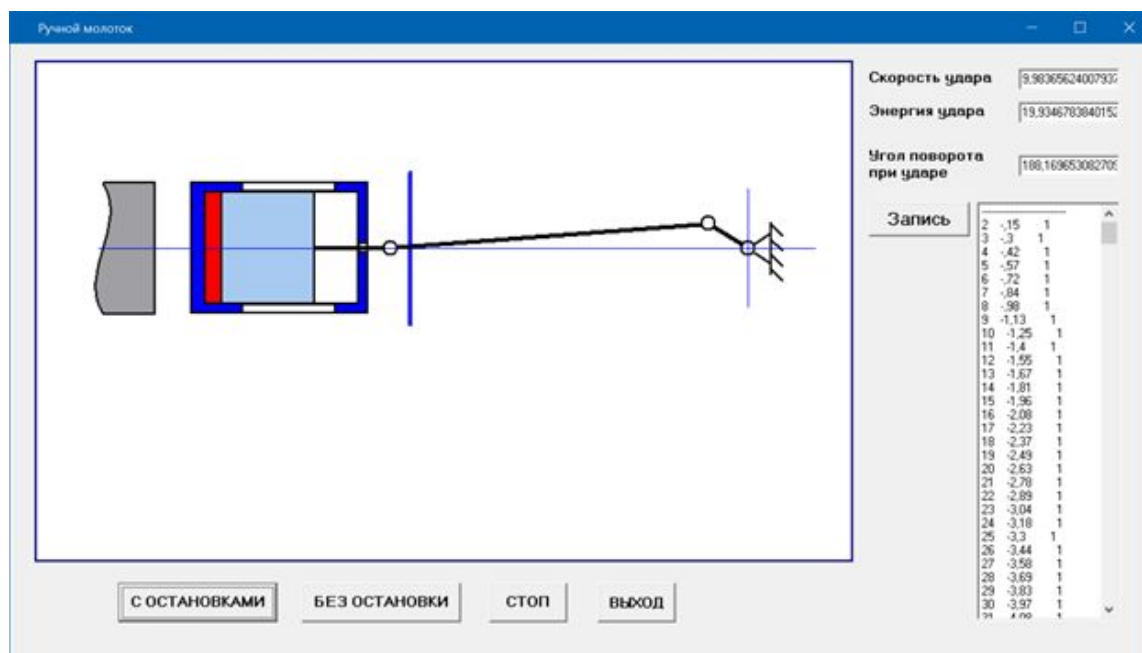 Ручной молоток
Скорость удара
Энергия удара
19,9346783840152
Угол поворота
при ударе
Запись
2 -,15 1
3 -,3 1
4 -,42 1
5 -,57 1
6 -,72 1
7 -,84 1
8 -,98 1
9 -1,13 1
10 -1,25 1
11 -1,4 1
12 -1,55 1
13 -1,67 1
14 -1,81 1
15 -1,96 1
16 -2,08 1
17 -2,23 1
18 -2,37 1
19 -2,49 1
20 -2,63 1
21 -2,78 1
22 -2,89 1
23 -3,04 1
24 -3,18 1
25 -3,3 1
26 -3,44 1
27 -3,58 1
28 -3,69 1
29 -3,83 1
30 -3,97 1
С ОСТАНОВКАМИ БЕЗ ОСТАНОВКИ СТОП ВЫХОД